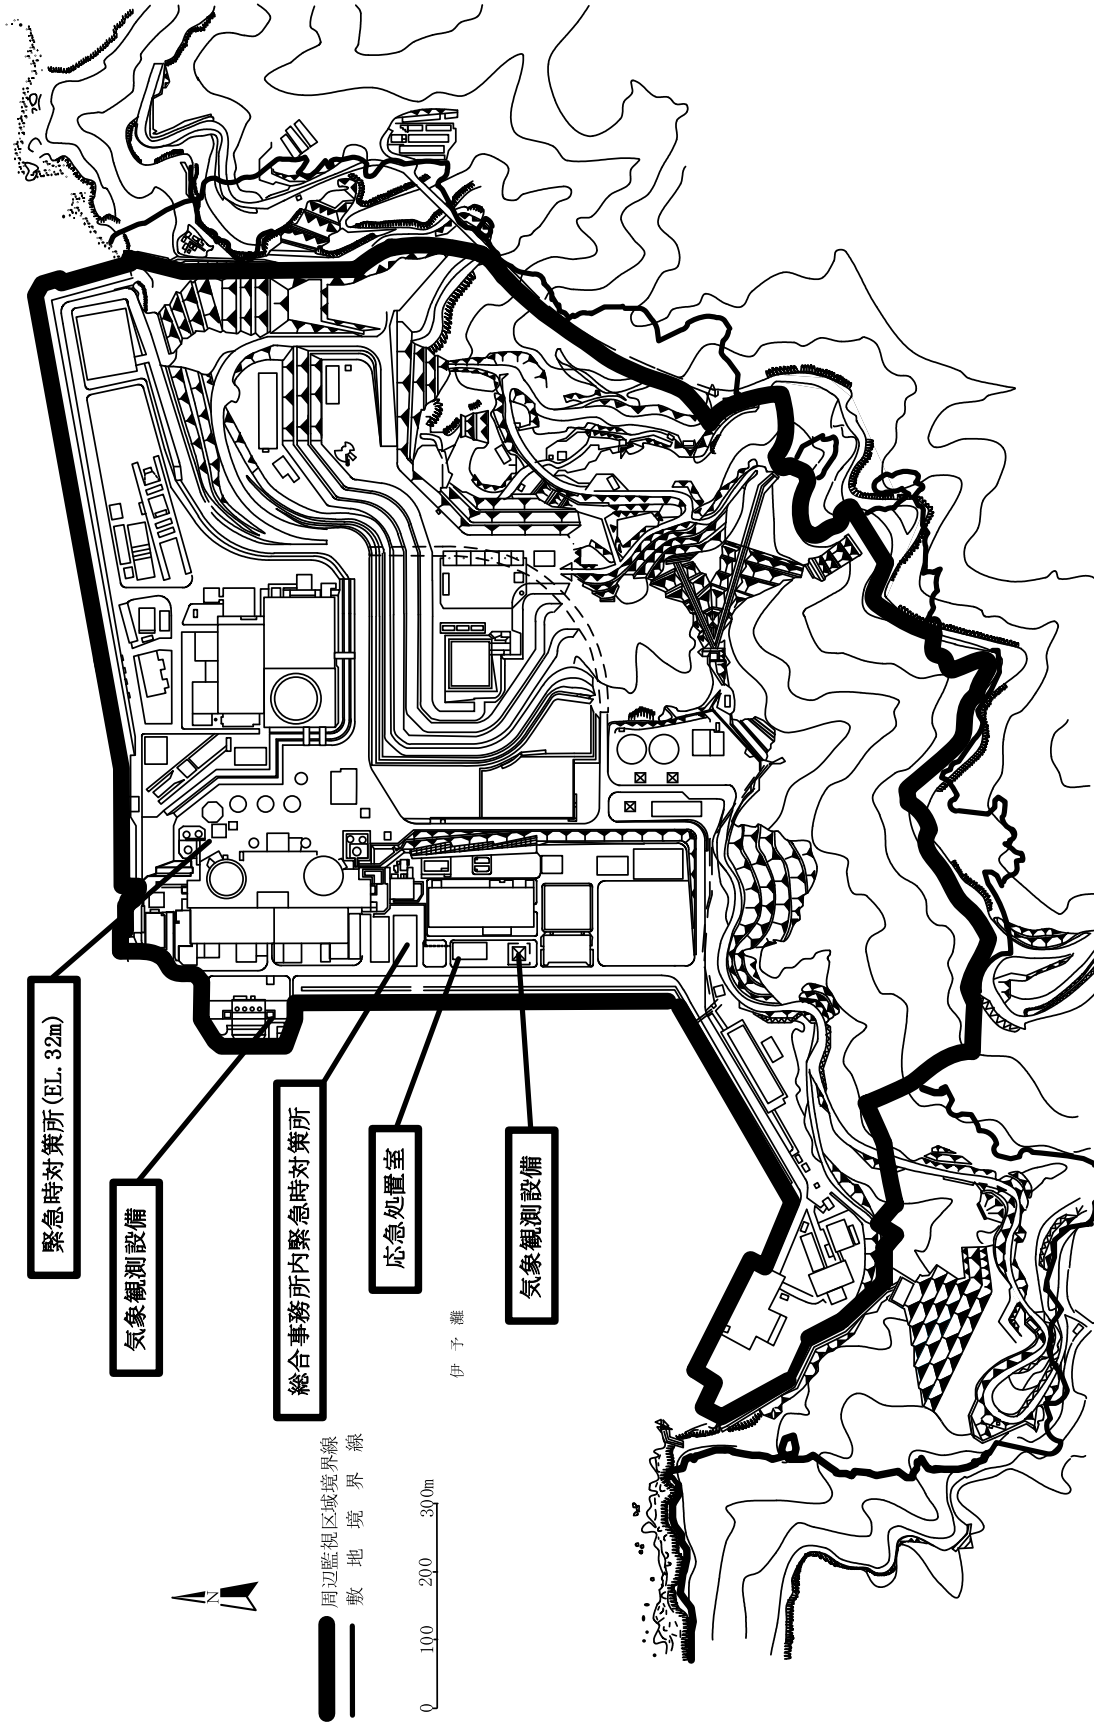 緊急時対策所(EL. 32m)
気象観測設備
総合事務所内緊急時対策所
応急処置室
気象観測設備
伊予灘
N
周辺監視区域境界線
敷地境界線
0 100 200 300m